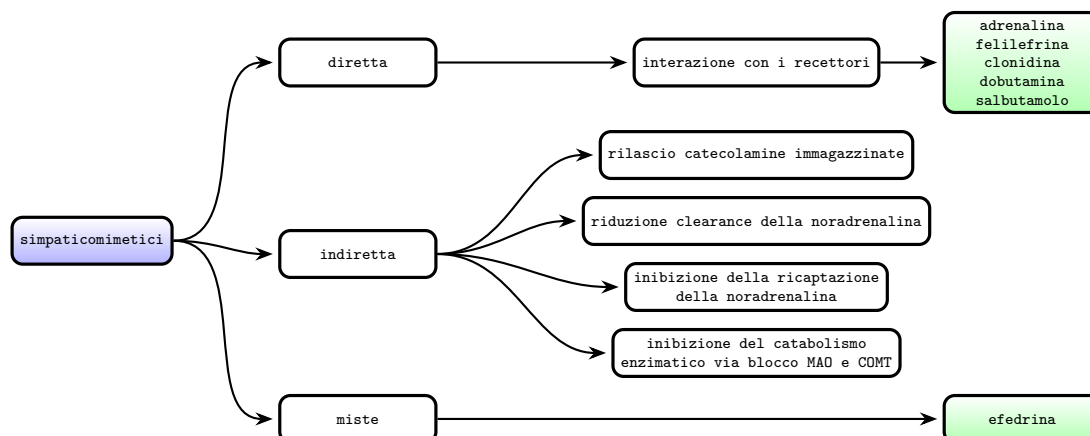 simpaticomimetici
diretta
interazione con i recettori
adrenalina
felilefrina
clonidina
dobutamina
salbutamolo
indiretta
rilascio catecolamine immagazzinate
riduzione clearance della noradrenalina
inibizione della ricaptazione
della noradrenalina
inibizione del catabolismo
enzimatico via blocco MAO e COMT
miste
efedrina